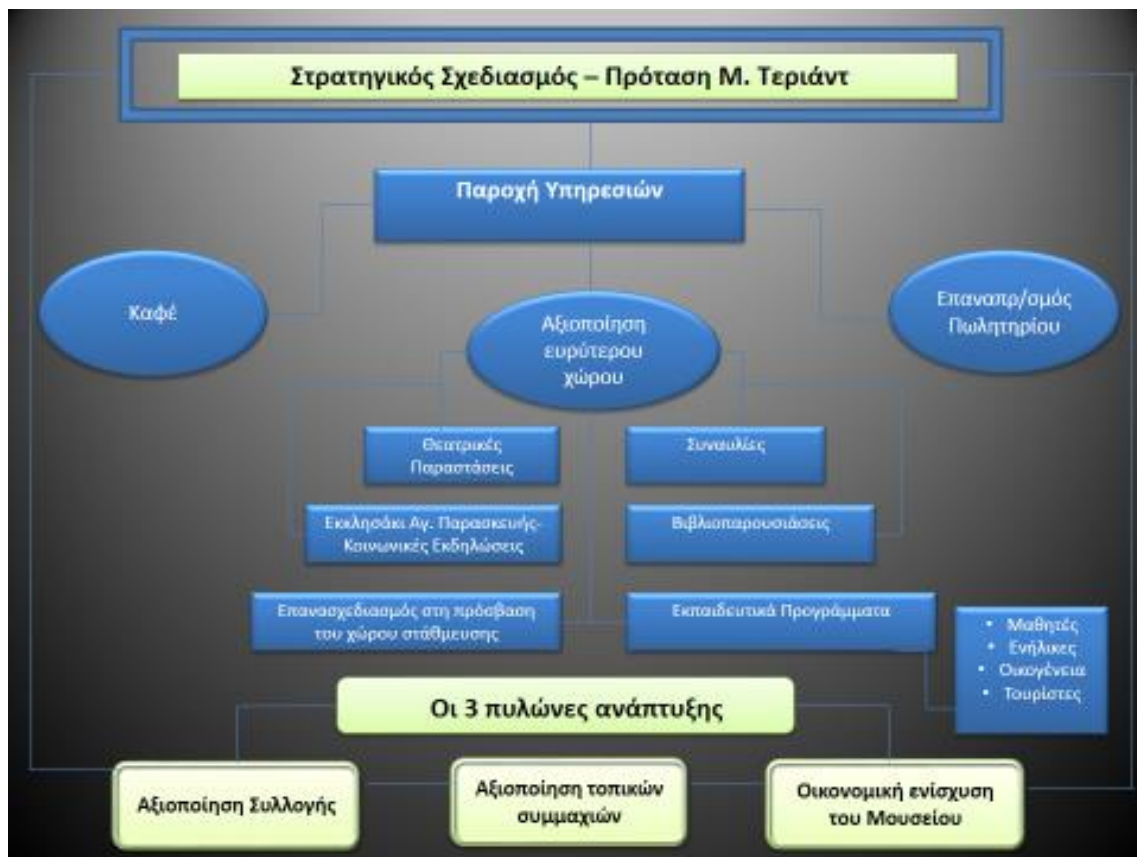 Στρατηγικός Σχεδιασμός – Πρόταση Μ. Τεριάντ
Παροχή Υπηρεσιών
Καφέ
Αξιοποίηση
ευρύτερου
χώρου
Επαναπρ/σμός
Πωλητηρίου
Θεατρικές
Παραστάσεις
Συναυλίες
Εκκλησάκι Αγ. Παρασκευής-
Κοινωνικές Εκδηλώσεις
Βιβλιοπαρουσιάσεις
Επανασχεδιασμός στη πρόσβαση
του χώρου στάθμευσης
Εκπαιδευτικά Προγράμματα
• Μαθητές
• Ενήλικες
• Οικογένεια
• Τουρίστες
Οι 3 πυλώνες ανάπτυξης
Αξιοποίηση Συλλογής
Αξιοποίηση τοπικών
συμμαχιών
Οικονομική ενίσχυση
του Μουσείου